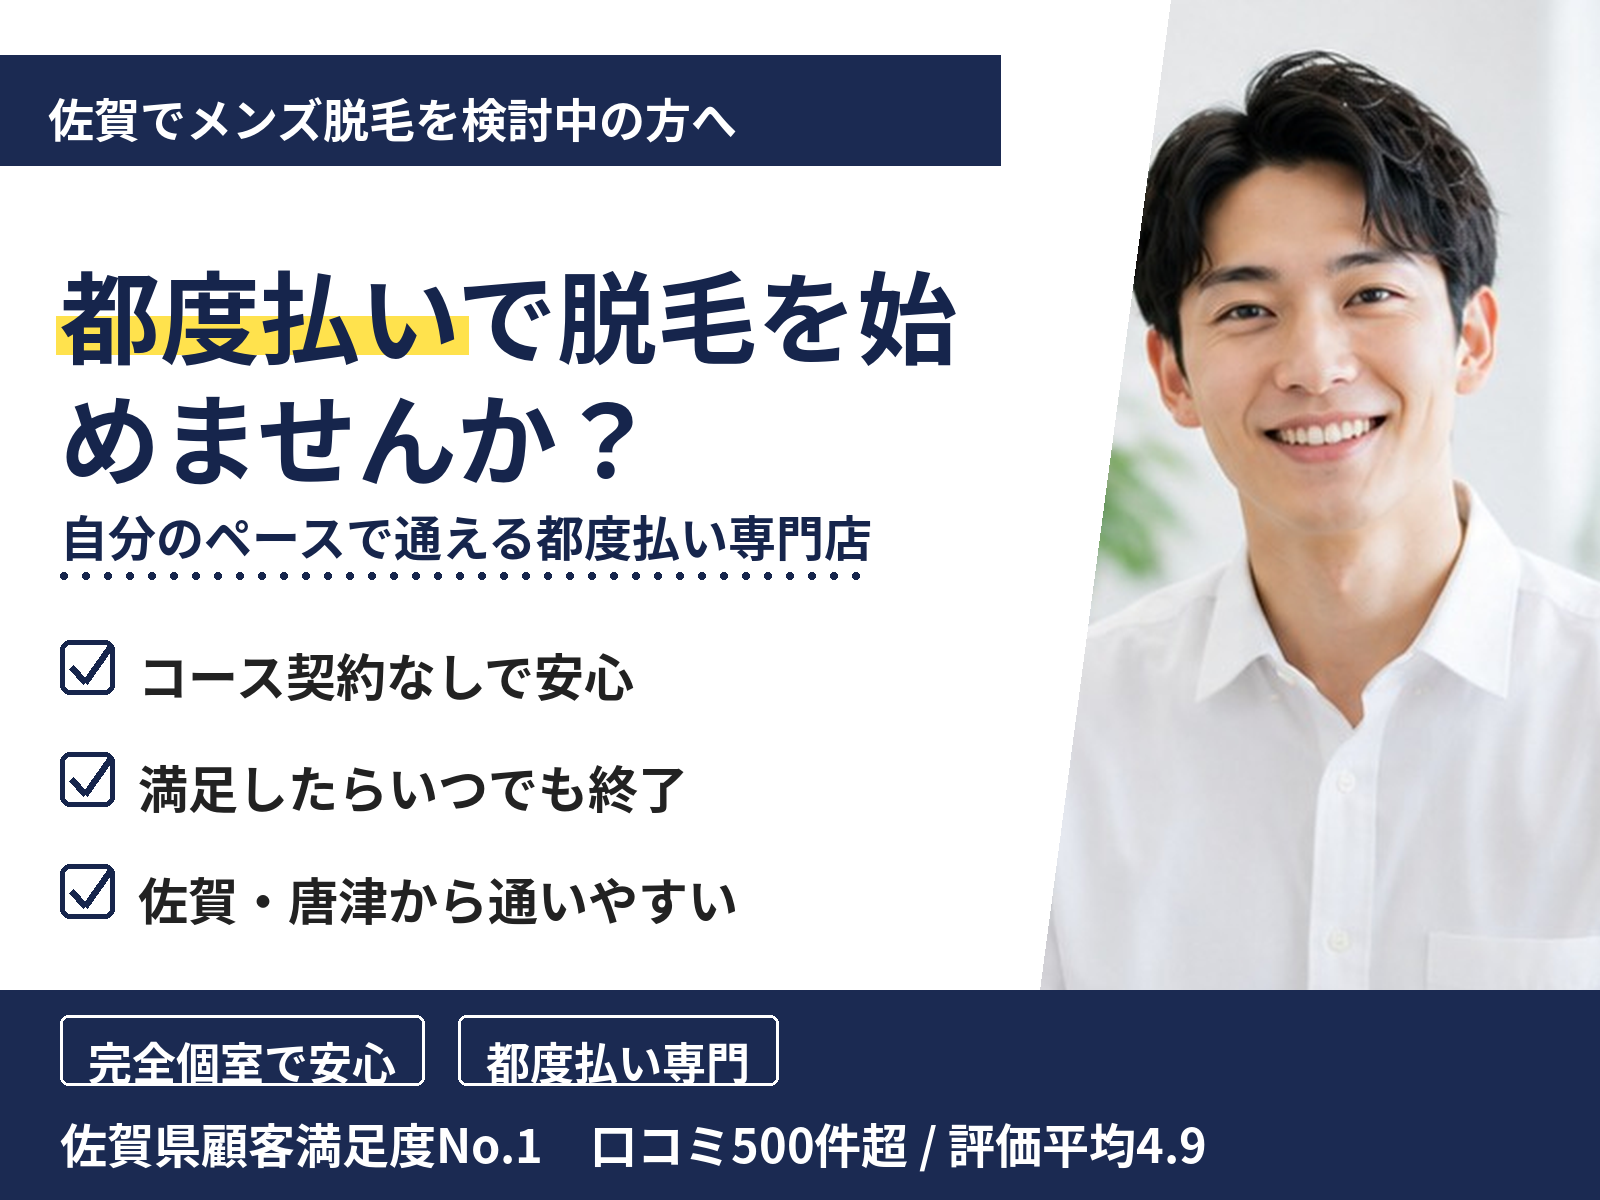 佐賀でメンズ脱毛を検討中の方へ
都度払いで脱毛を始
めませんか？
自分のペースで通える都度払い専門店
コース契約なしで安心
満足したらいつでも終了
佐賀・唐津から通いやすい
完全個室で安心　都度払い専門
佐賀県顧客満足度No.1　口コミ500件超 / 評価平均4.9